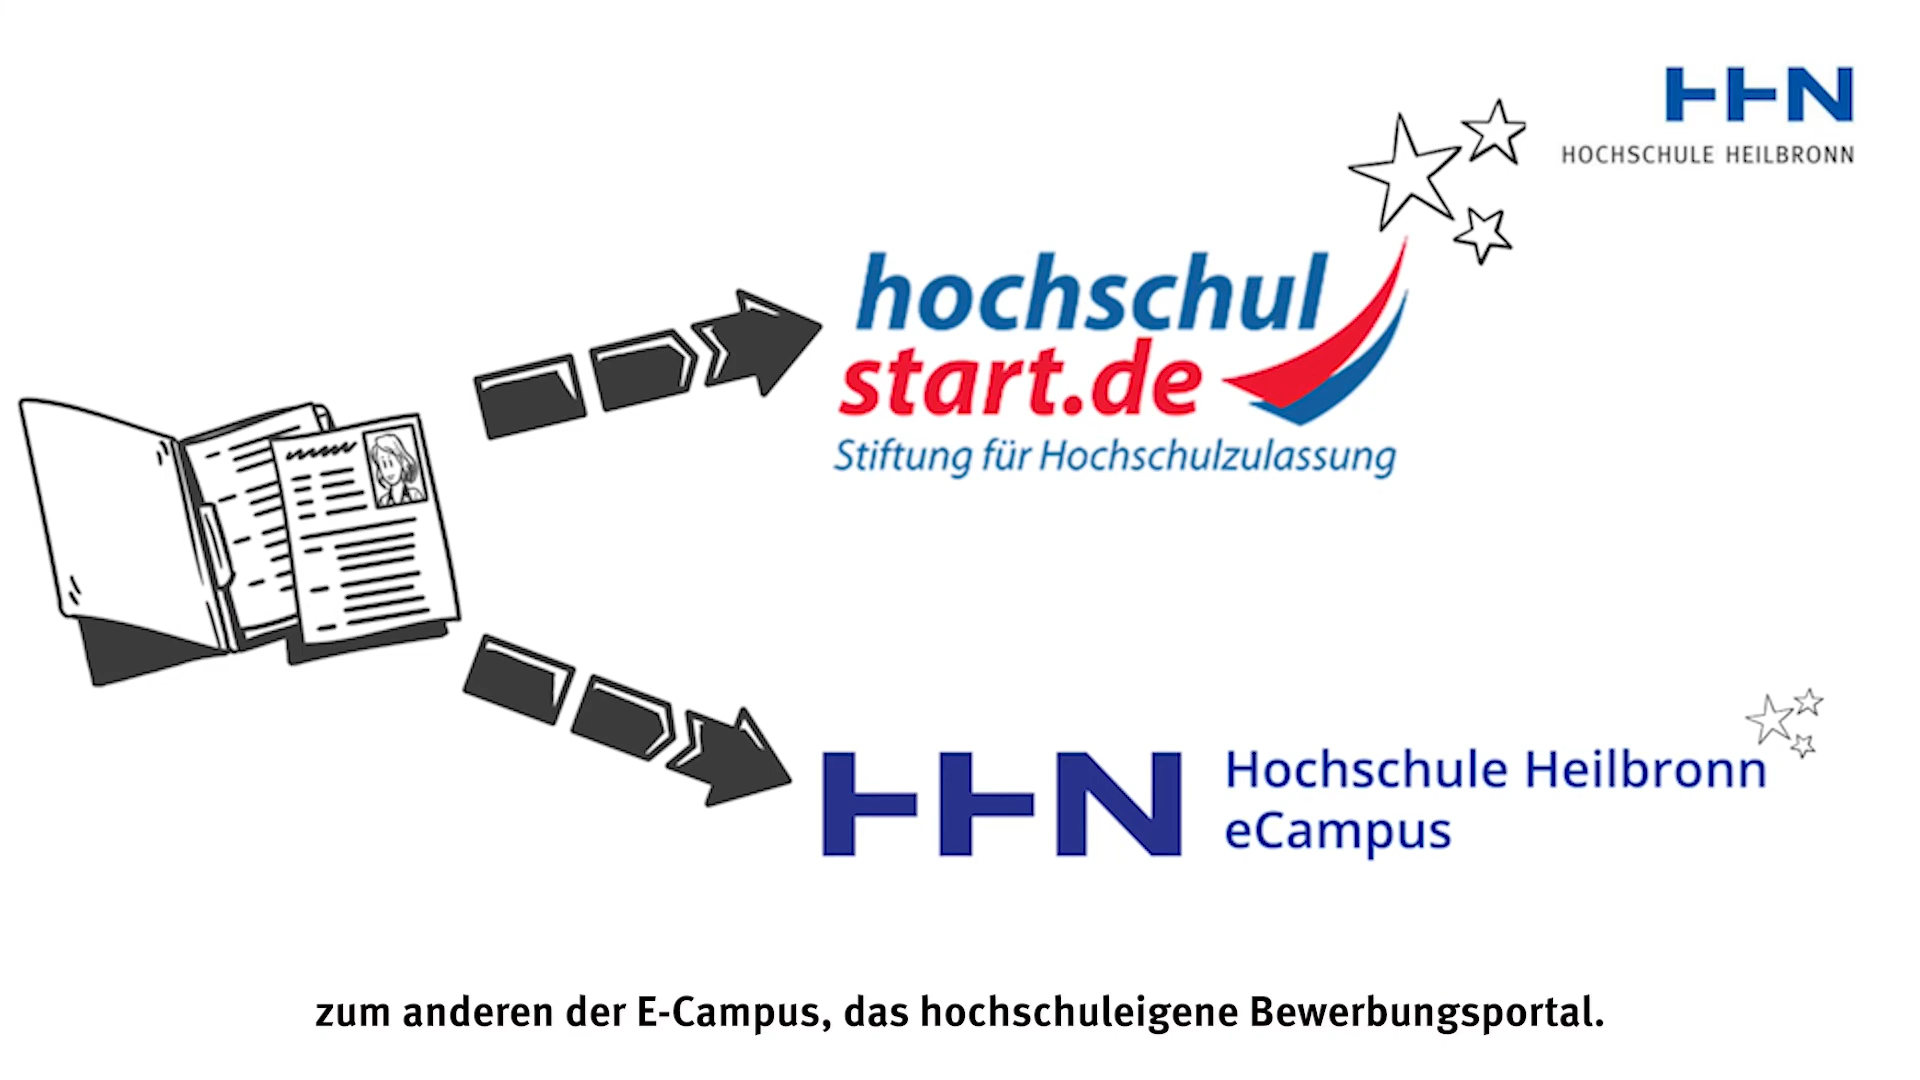 HHN
HOCHSCHULE HEILBRONN
hochschul
start.de
Stiftung für Hochschulzulassung
HHN
Hochschule Heilbronn
eCampus
zum anderen der E-Campus, das hochschuleigene Bewerbungsportal.